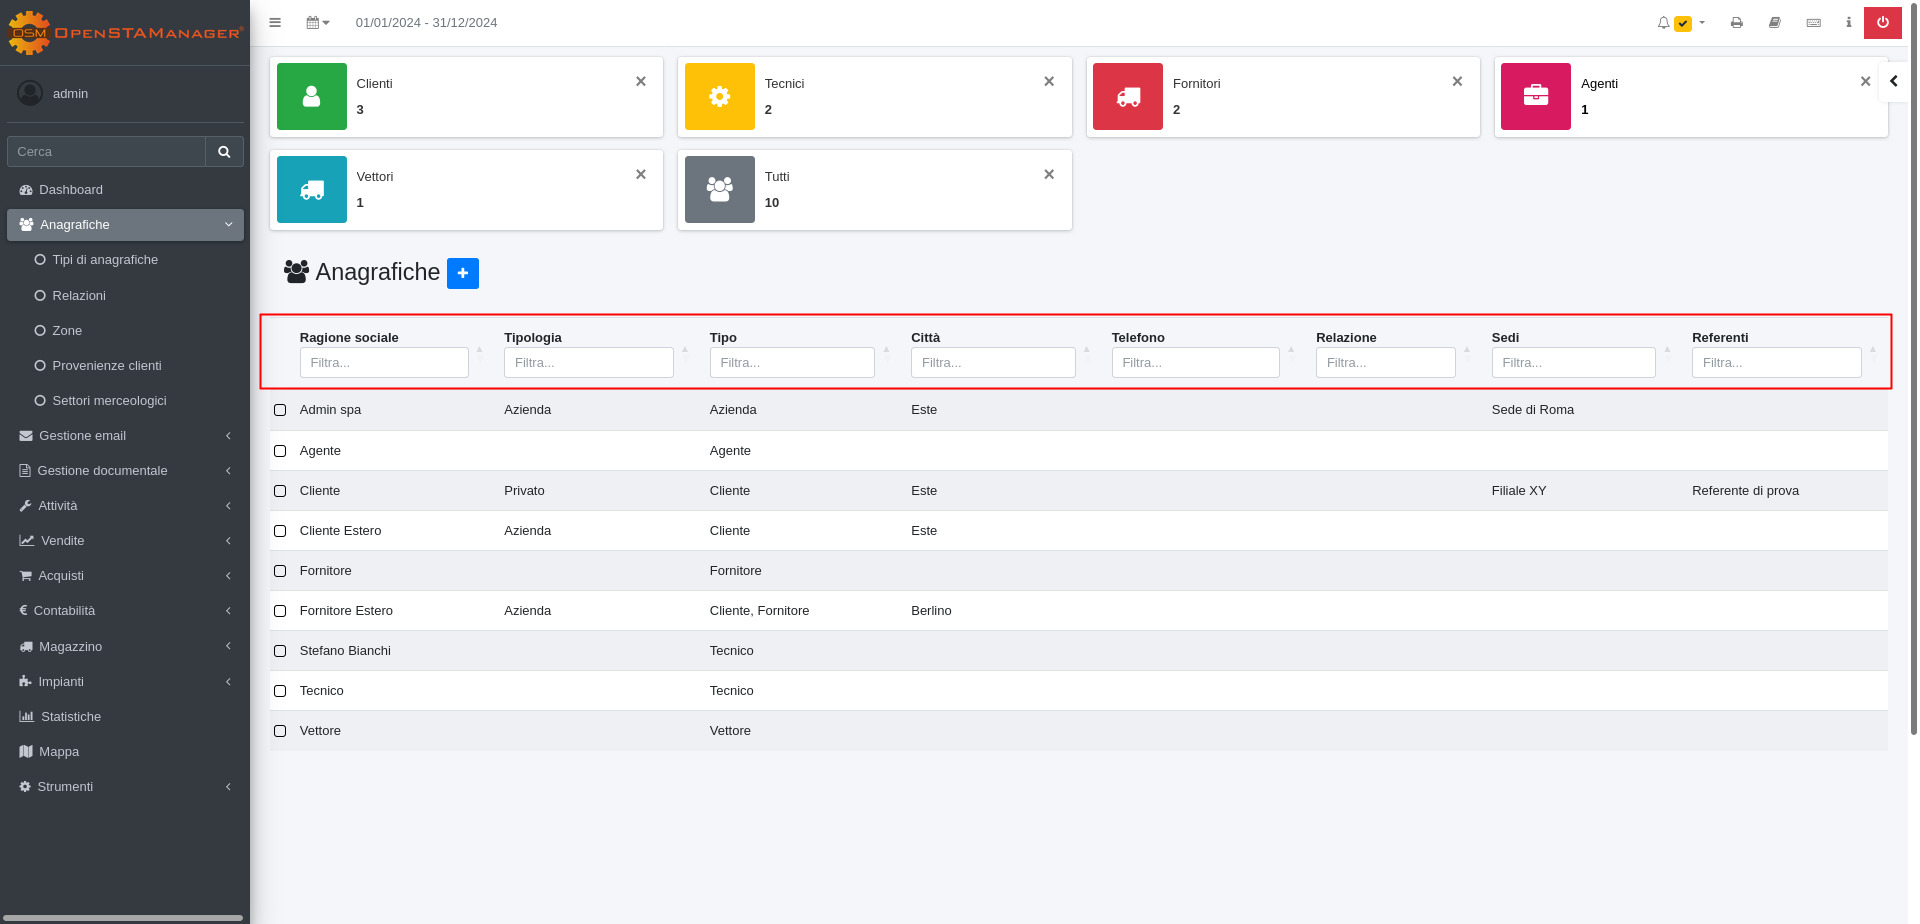 OSM OpenSTAManager®
01/01/2024 - 31/12/2024
admin
Cerca
Dashboard
Anagrafiche
Tipi di anagrafiche
Relazioni
Zone
Provenienze clienti
Settori merceologici
Gestione email
Gestione documentale
Attività
Vendite
Acquisti
Contabilità
Magazzino
Impianti
Statistiche
Mappa
Strumenti
Clienti
3
Tecnici
2
Fornitori
2
Agenti
1
Vettori
1
Tutti
10
Anagrafiche
Ragione sociale Tipologia Tipo Città Telefono Relazione Sedi Referenti
Filtra... Filtra... Filtra... Filtra... Filtra... Filtra... Filtra... Filtra...
Admin spa Azienda Azienda Este Sede di Roma
Agente Agente
Cliente Privato Cliente Este Filiale XY Referente di prova
Cliente Estero Azienda Cliente Este
Fornitore Fornitore
Fornitore Estero Azienda Cliente, Fornitore Berlino
Stefano Bianchi Tecnico
Tecnico Tecnico
Vettore Vettore